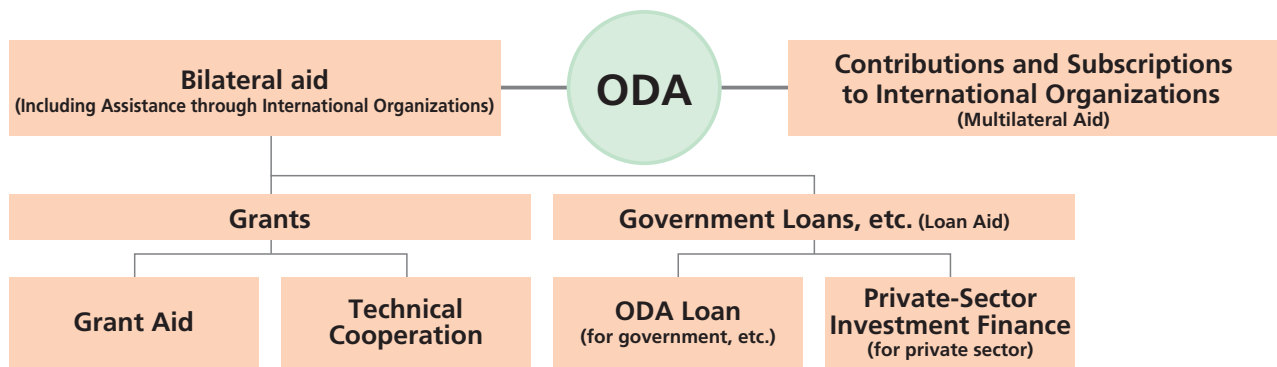 Bilateral aid
(Including Assistance through International Organizations)
ODA
Contributions and Subscriptions
to International Organizations
(Multilateral Aid)
Grants
Government Loans, etc. (Loan Aid)
Grant Aid
Technical
Cooperation
ODA Loan
(for government, etc.)
Private-Sector
Investment Finance
(for private sector)